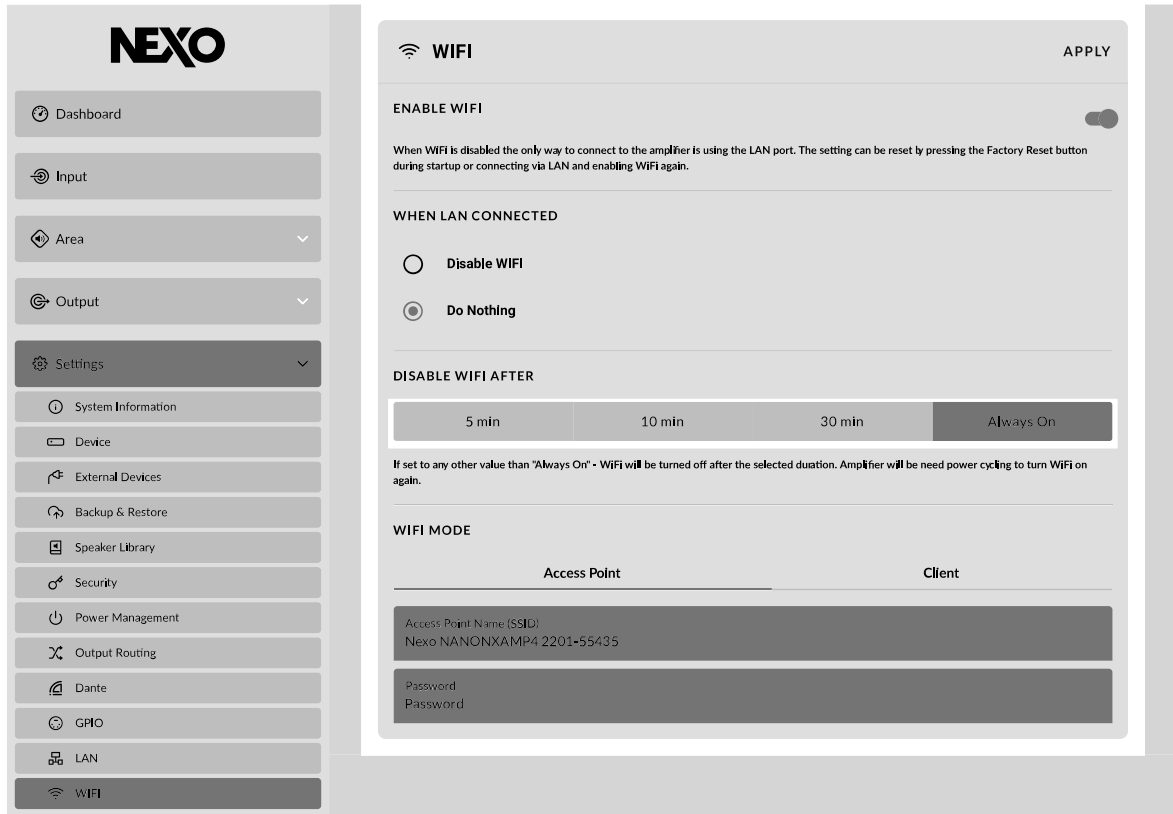 NEXO
Dashboard
Input
Area
Output
Settings
System Information
Device
External Devices
Backup & Restore
Speaker Library
Security
Power Management
Output Routing
Dante
GPIO
LAN
WIFI
WIFI
APPLY
ENABLE WIFI
When WiFi is disabled the only way to connect to the amplifier is using the LAN port. The setting can be reset by pressing the Factory Reset button
during startup or connecting via LAN and enabling WiFi again.
WHEN LAN CONNECTED
Disable WIFI
Do Nothing
DISABLE WIFI AFTER
5 min
10 min
30 min
Always On
If set to any other value than "Always On" - WiFi will be turned off after the selected duation. Amplifier will be need power cycling to turn WiFi on
again.
WIFI MODE
Access Point
Client
Access Point Name (SSID)
Nexo NANONXAMP4 2201-55435
Password
Password